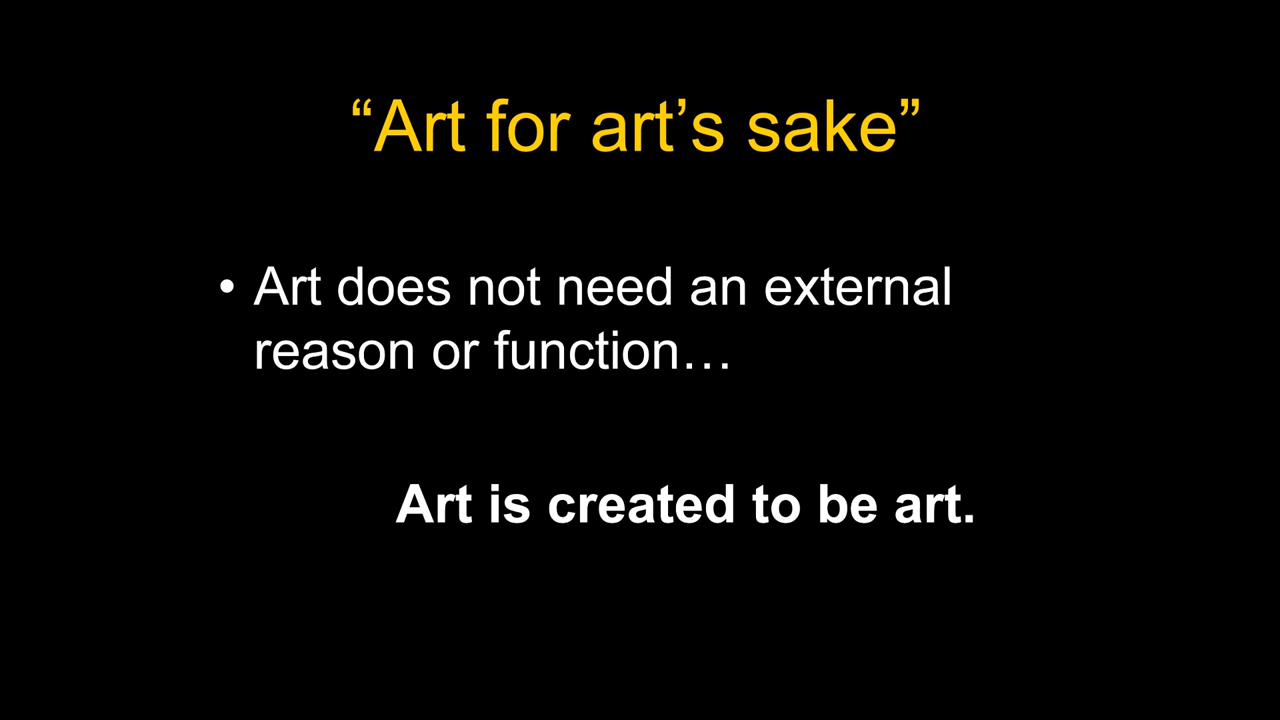 “Art for art’s sake”
• Art does not need an external
reason or function…
Art is created to be art.